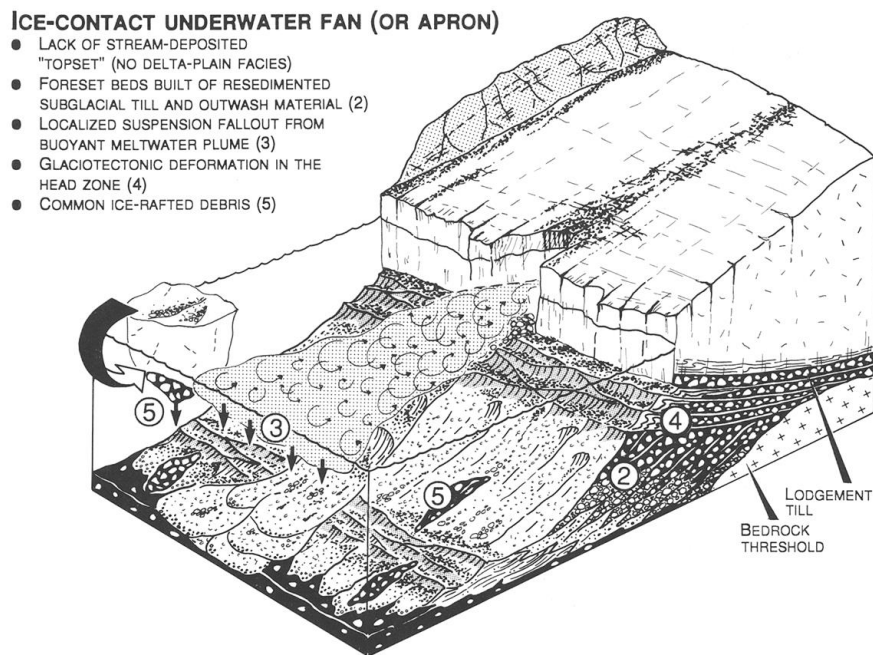 ICE-CONTACT UNDERWATER FAN (OR APRON)
● LACK OF STREAM-DEPOSITED
"TOPSET" (NO DELTA-PLAIN FACIES)
● FORESET BEDS BUILT OF RESEDIMENTED
SUBGLACIAL TILL AND OUTWASH MATERIAL (2)
● LOCALIZED SUSPENSION FALLOUT FROM
BUOYANT MELTWATER PLUME (3)
● GLACIOTECTONIC DEFORMATION IN THE
HEAD ZONE (4)
● COMMON ICE-RAFTED DEBRIS (5)
5
3
4
2
5
LODGEMENT
TILL
BEDROCK
THRESHOLD